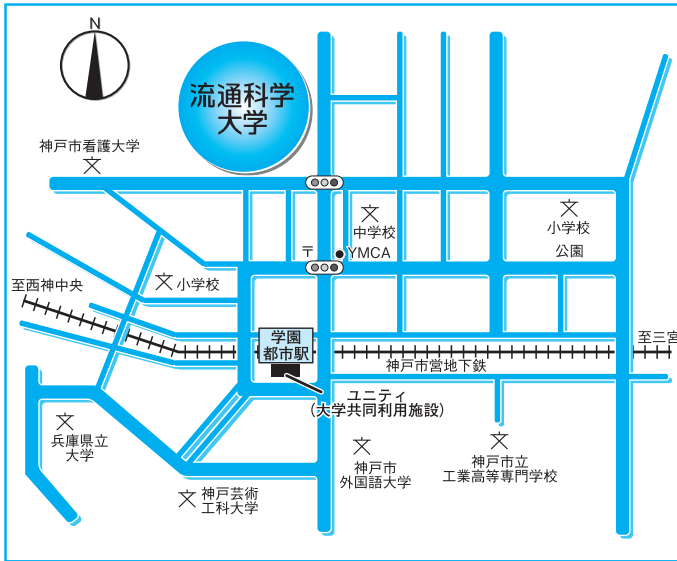 N
流通科学
大学
神戸市看護大学
中学校
小学校
公園
〒
YMCA
小学校
至西神中央
学園
都市駅
至三宮
神戸市営地下鉄
ユニティ
(大学共同利用施設)
兵庫県立
大学
神戸市
外国語大学
神戸市立
工業高等専門学校
神戸芸術
工科大学